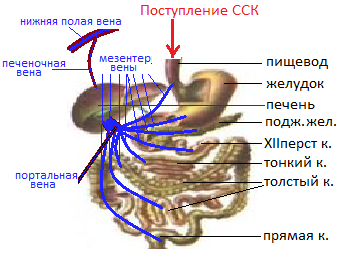 Поступление ССК
нижняя полая вена
печеночная
вена
мезентер.
вены
пищевод
желудок
печень
подж.жел.
XIIперст к.
тонкий к.
толстый к.
прямая к.
портальная
вена